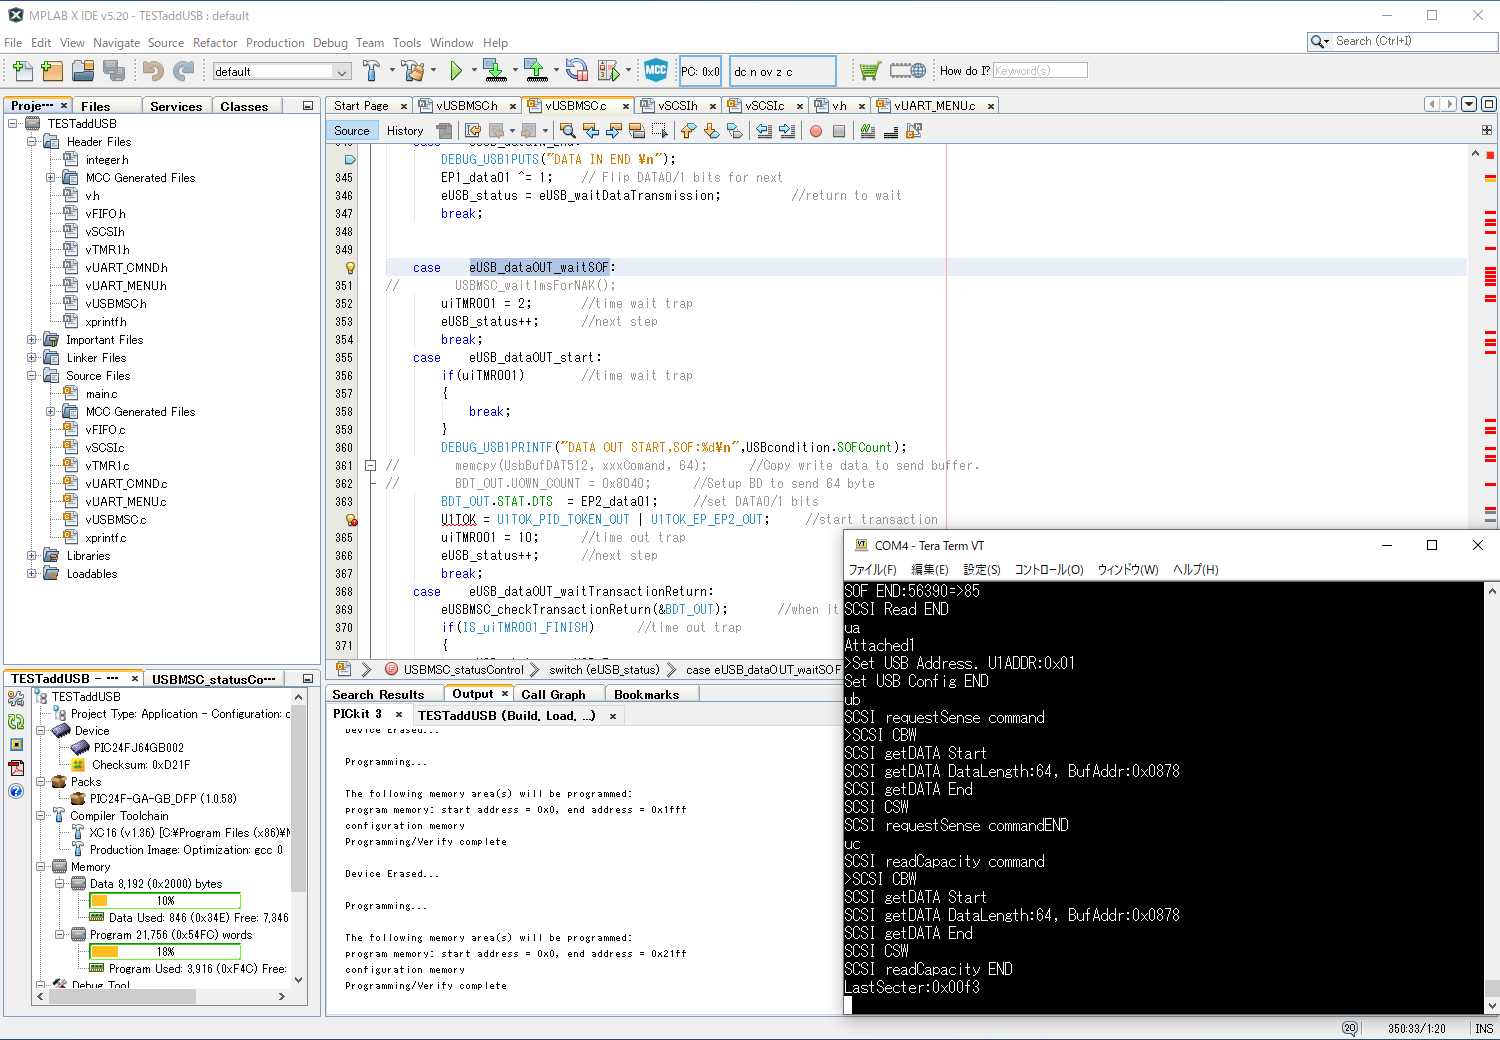 MPLAB X IDE v5.20 - TESTaddUSB : default
File Edit View Navigate Source Refactor Production Debug Team Tools Window Help
Search (Ctrl+I)
default
PC: 0x0
dc n ov z c
How do I? Keyword(s)
Proje... Files Services Classes
Start Page vUSBMSC.h vUSBMSC.c vSCSI.h vSCSI.c v.h vUART_MENU.c
Source History
TESTaddUSB
Header Files
integer.h
MCC Generated Files
v.h
vFIFO.h
vSCSI.h
vTMR1.h
vUART_CMND.h
vUART_MENU.h
vUSBMSC.h
xprintf.h
Important Files
Linker Files
Source Files
main.c
MCC Generated Files
vFIFO.c
vSCSI.c
vTMR1.c
vUART_CMND.c
vUART_MENU.c
vUSBMSC.c
xprintf.c
Libraries
Loadables
DEBUG_USB1PUTS("DATA IN END ¥n");
345 EP1_data01 ^= 1; // Flip DATA0/1 bits for next
346 eUSB_status = eUSB_waitDataTransmission; //return to wait
347 break;
348
349
case eUSB_dataOUT_waitSOF:
351 // USBMSC_wait1msForNAK();
352 uiTMR001 = 2; //time wait trap
353 eUSB_status++; //next step
354 break;
355 case eUSB_dataOUT_start:
356 if(uiTMR001) //time wait trap
357 {
358 break;
359 }
360 DEBUG_USB1PRINTF("DATA OUT START,SOF:%d¥n",USBcondition.SOFCount);
361 // memcpy(UsbBufDAT512, xxxComand, 64); //Copy write data to send buffer.
362 // BDT_OUT.UOWN_COUNT = 0x8040; //Setup BD to send 64 byte
363 BDT_OUT.STAT.DTS = EP2_data01; //set DATA0/1 bits
U1TOK = U1TOK_PID_TOKEN_OUT | U1TOK_EP_EP2_OUT; //start transaction
365 uiTMR001 = 10; //time out trap
366 eUSB_status++; //next step
367 break;
368 case eUSB_dataOUT_waitTransactionReturn:
369 eUSBMSC_checkTransactionReturn(&BDT_OUT); //when it
370 if(IS_uiTMR001_FINISH) //time out trap
371 {
USBMSC_statusControl switch (eUSB_status) case eUSB_dataOUT_waitSOF
TESTaddUSB - ... USBMSC_statusCo...
TESTaddUSB
Project Type: Application - Configuration: c
Device
PIC24FJ64GB002
Checksum: 0xD21F
Packs
PIC24F-GA-GB_DFP (1.0.58)
Compiler Toolchain
XC16 (v1.36) [C:¥Program Files (x86)¥M
Production Image: Optimization: gcc 0
Memory
Data 8,192 (0x2000) bytes
10%
Data Used: 846 (0x34E) Free: 7,346
Program 21,756 (0x54FC) words
18%
Program Used: 3,916 (0xF4C) Free:
Debug Tool
Search Results Output Call Graph Bookmarks
PICkit 3 TESTaddUSB (Build, Load, ...)
Device Erased...
Programming...
The following memory area(s) will be programmed:
program memory: start address = 0x0, end address = 0x1fff
configuration memory
Programming/Verify complete
Device Erased...
Programming...
The following memory area(s) will be programmed:
program memory: start address = 0x0, end address = 0x21ff
configuration memory
Programming/Verify complete
COM4 - Tera Term VT
ファイル(F) 編集(E) 設定(S) コントロール(O) ウィンドウ(W) ヘルプ(H)
SOF END:56390=>85
SCSI Read END
ua
Attached1
>Set USB Address. U1ADDR:0x01
Set USB Config END
ub
SCSI requestSense command
>SCSI CBW
SCSI getDATA Start
SCSI getDATA DataLength:64, BufAddr:0x0878
SCSI getDATA End
SCSI CSW
SCSI requestSense commandEND
uc
SCSI readCapacity command
>SCSI CBW
SCSI getDATA Start
SCSI getDATA DataLength:64, BufAddr:0x0878
SCSI getDATA End
SCSI CSW
SCSI readCapacity END
LastSecter:0x00f3
20 350:33/1:20 INS